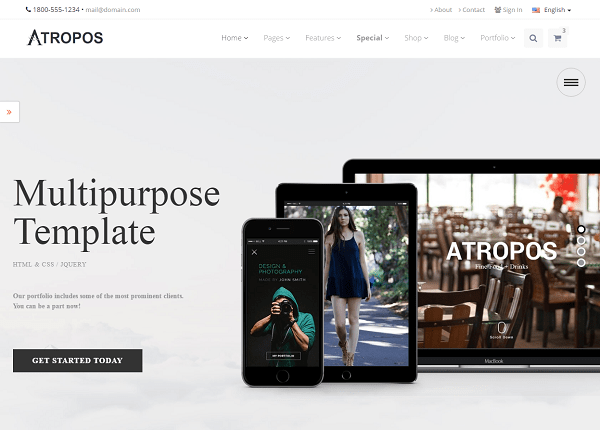 1800-555-1234 • mail@domain.com
About
Contact
Sign In
English
ATROPOS
Home
Pages
Features
Special
Shop
Blog
Portfolio
3
»
Multipurpose
Template
HTML & CSS / JQUERY
Our portfolio includes some of the most prominent clients.
You can be a part now!
GET STARTED TODAY
DESIGN &
PHOTOGRAPHY
MADE BY JOHN SMITH
MY PORTFOLIO
ATROPOS
Fine Food + Drinks
Scroll Down
MacBook